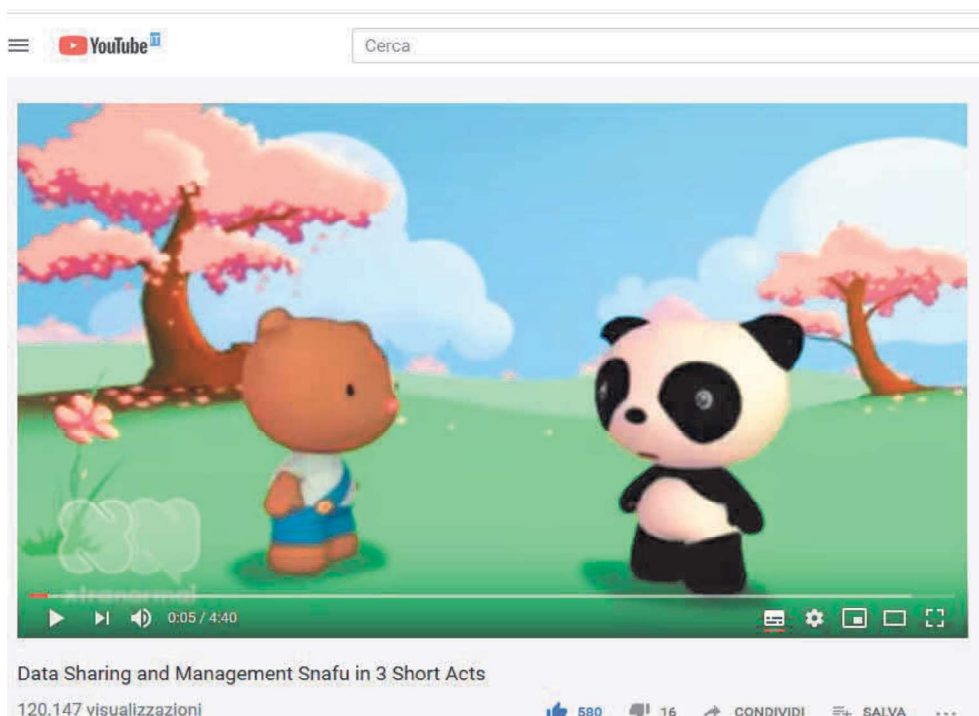 YouTube IT
Cerca
xtranormal
0:05 / 4:40
Data Sharing and Management Snafu in 3 Short Acts
120.147 visualizzazioni
580 16 CONDIVIDI SALVA